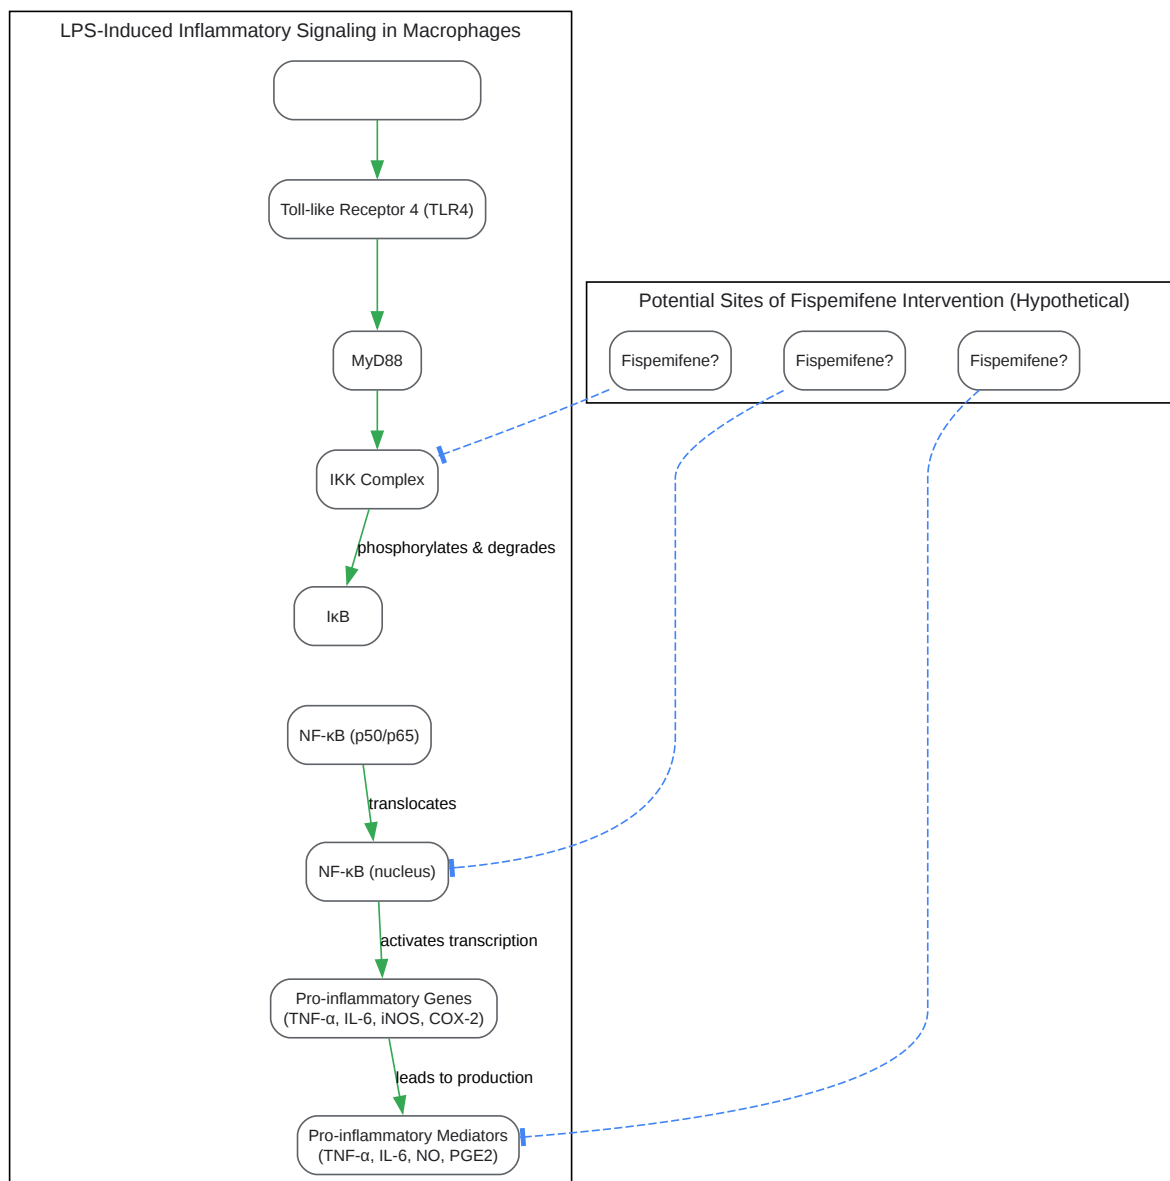 LPS-Induced Inflammatory Signaling in Macrophages
Toll-like Receptor 4 (TLR4)
MyD88
IKK Complex
phosphorylates & degrades
IκB
NF-κB (p50/p65)
translocates
NF-κB (nucleus)
activates transcription
Pro-inflammatory Genes
(TNF-α, IL-6, iNOS, COX-2)
leads to production
Pro-inflammatory Mediators
(TNF-α, IL-6, NO, PGE2)
Potential Sites of Fispemifene Intervention (Hypothetical)
Fispemifene?
Fispemifene?
Fispemifene?